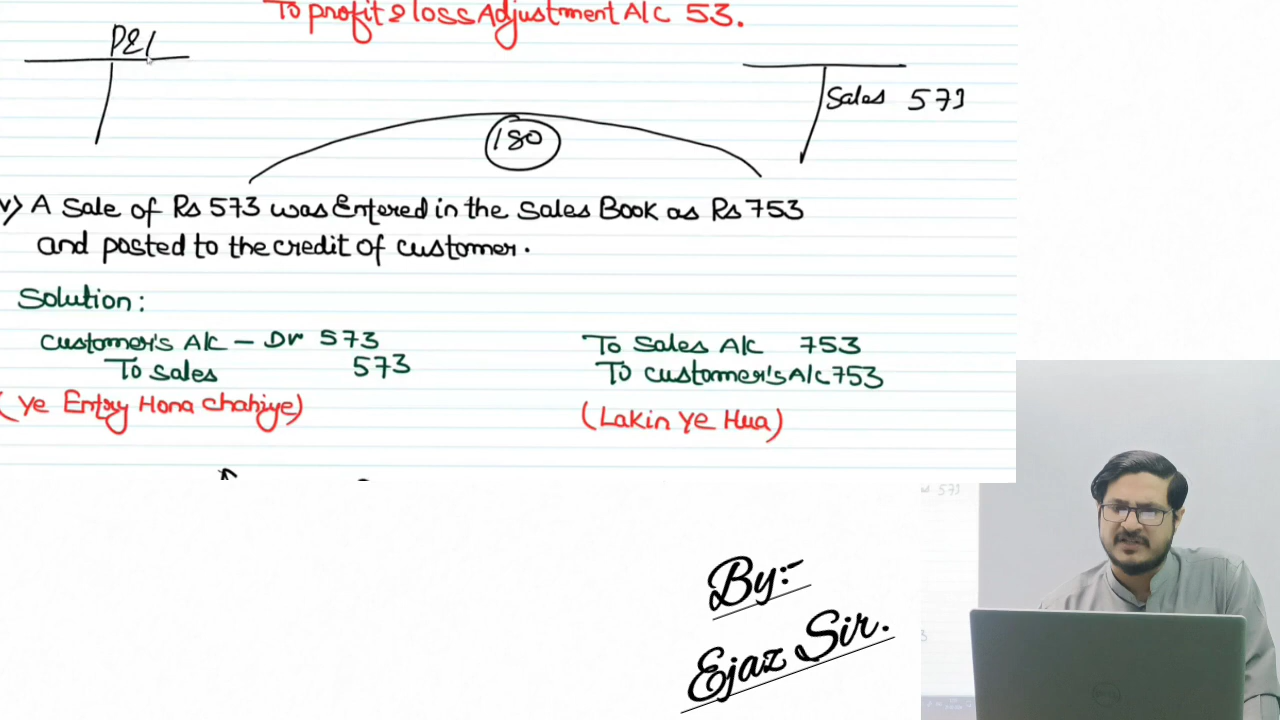 To profit & loss Adjustment A/c 53.
P&L
Sales 573
180
v) A Sale of Rs 573 was Entered in the Sales Book as Rs 753
and posted to the credit of customer.
Solution:
customer's A/c - Dr 573
To Sales 573
(Ye Entry Hona chahiye)
To Sales A/c 753
To customer's A/c 753
(Lakin Ye Hua)
By:-
Ejaz Sir.